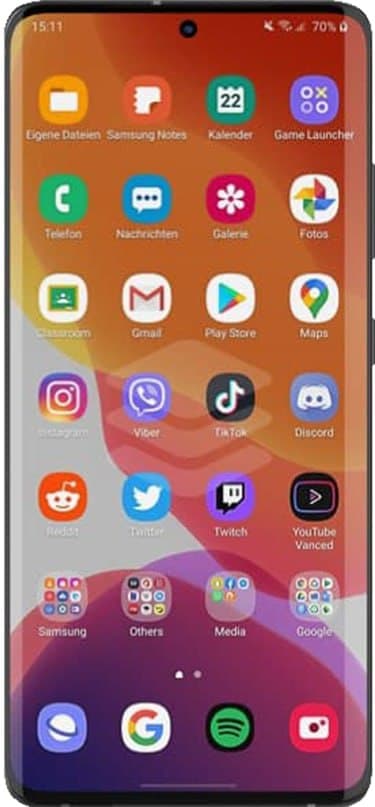 15:11 70%
22
Eigene Dateien Samsung Notes Kalender Game Launcher
Telefon Nachrichten Galerie Fotos
Classroom Gmail Play Store Maps
Instagram Viber TikTok Discord
Reddit Twitter Twitch YouTube
Vanced
Samsung Others Media Google